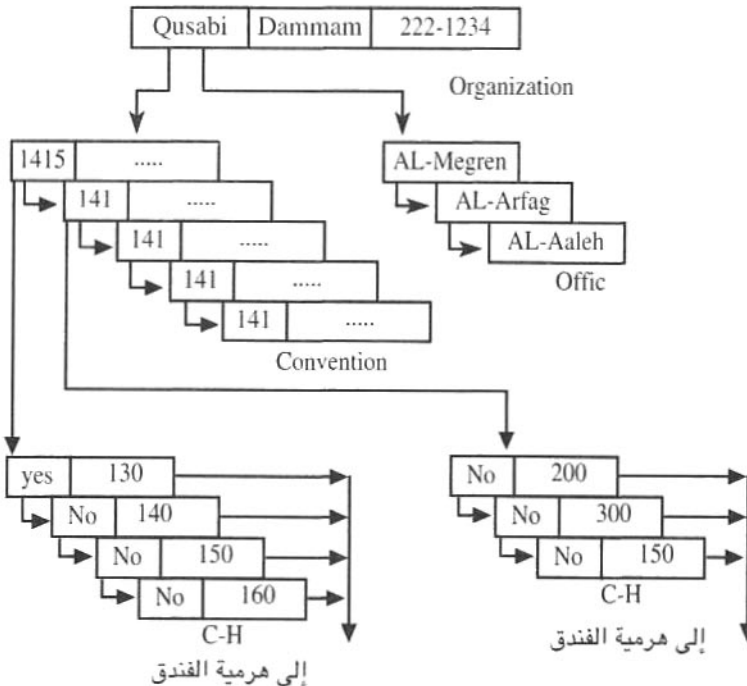 Qusabi Dammam 222-1234
Organization
1415 .....
AL-Megren
141 .....
AL-Arfag
141 .....
AL-Aaleh
141 .....
Offic
141 .....
Convention
yes 130
No 200
No 140
No 300
No 150
No 150
No 160
C-H
C-H
إلى هرمية الفندق
إلى هرمية الفندق